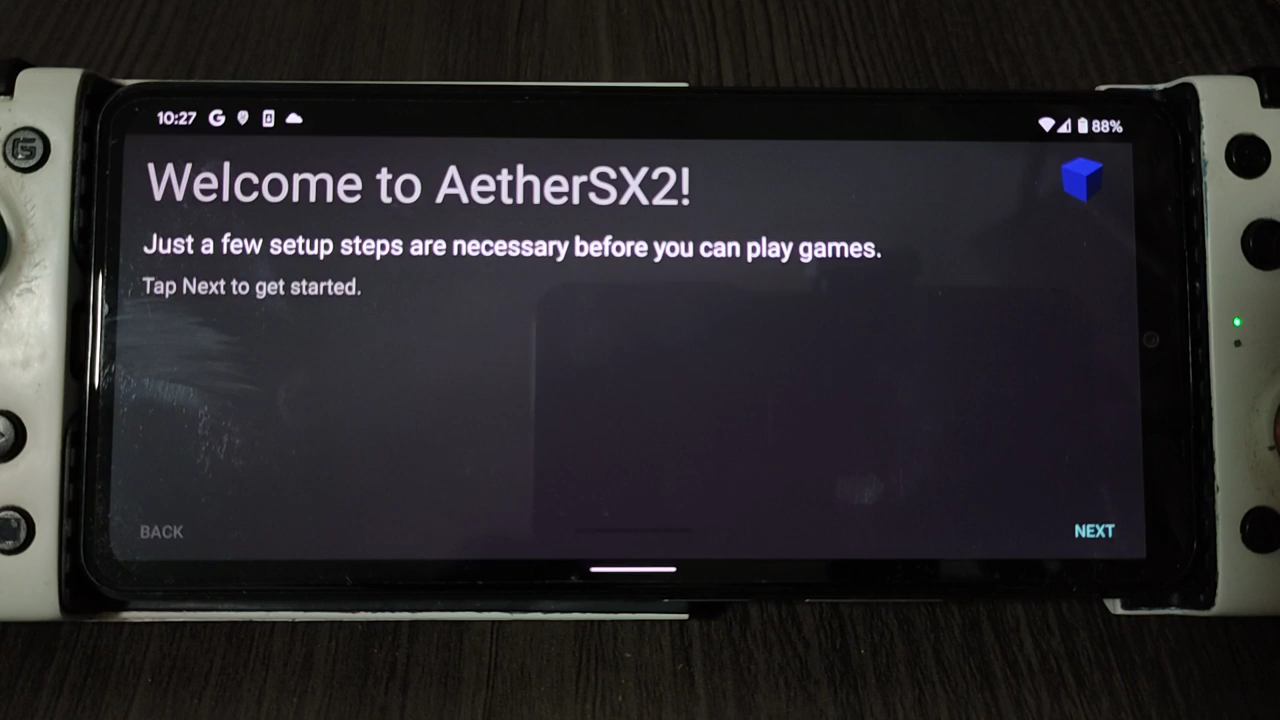 10:27
88%
Welcome to AetherSX2!
Just a few setup steps are necessary before you can play games.
Tap Next to get started.
BACK
NEXT